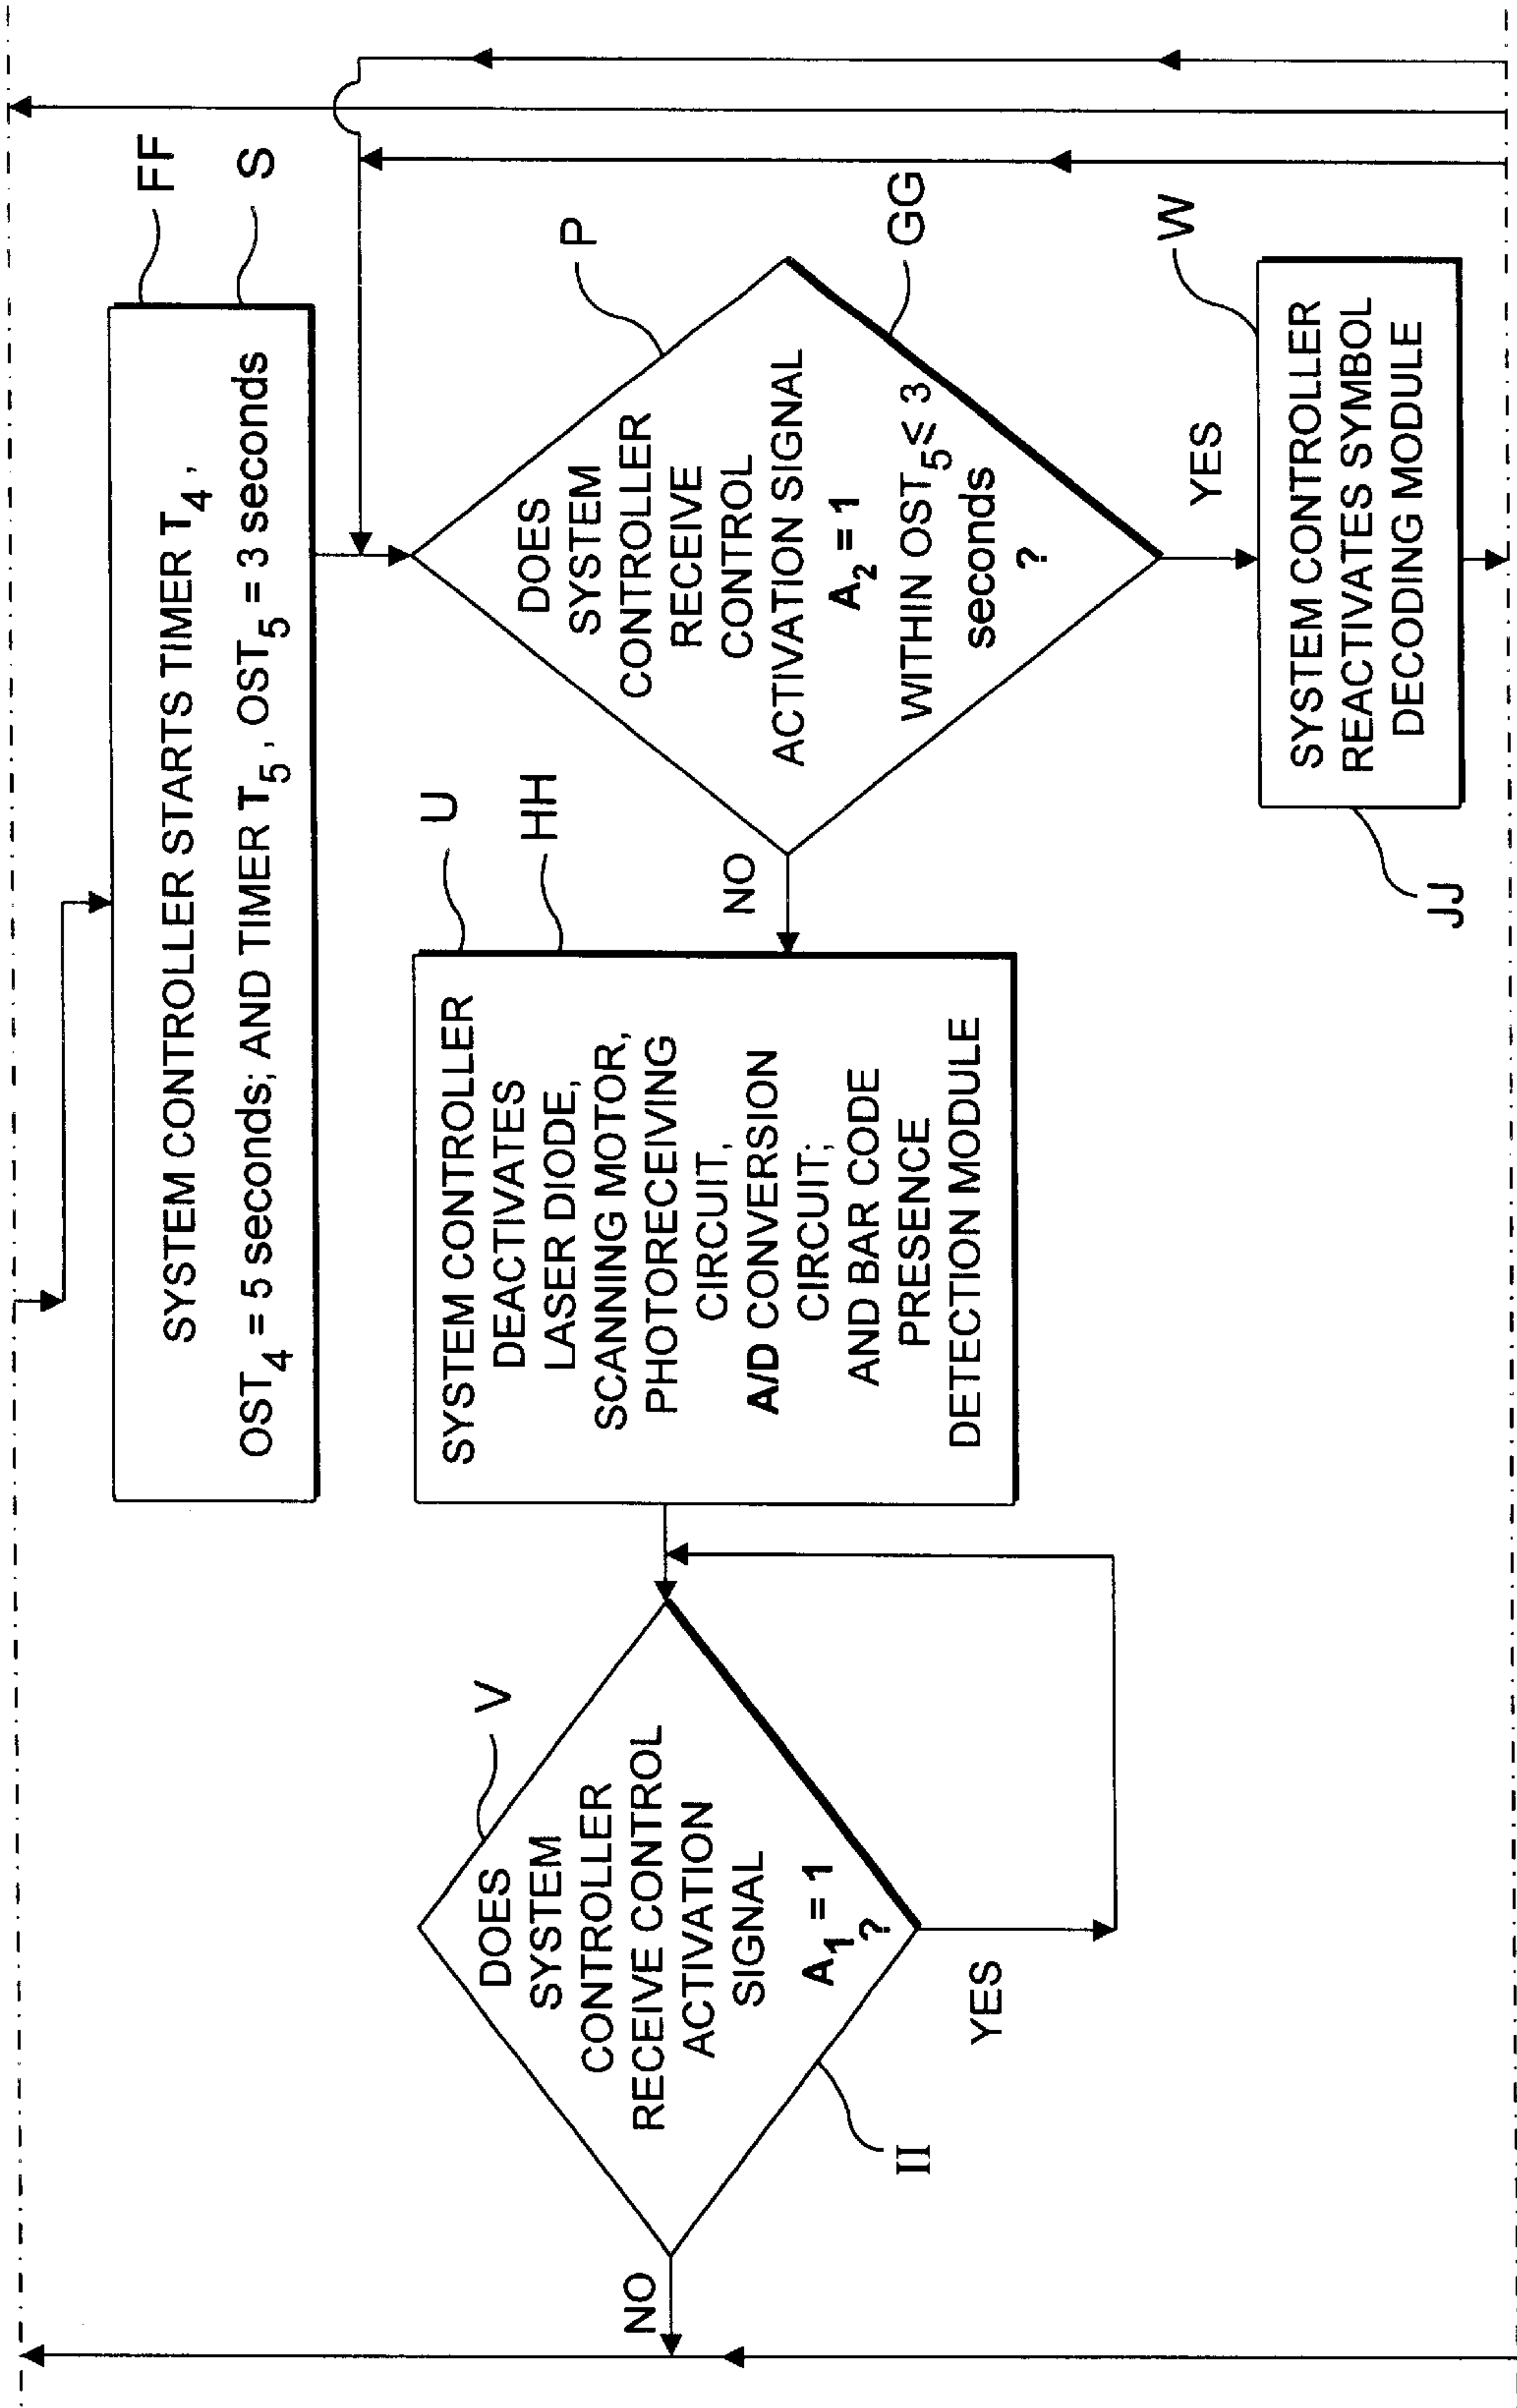 SYSTEM CONTROLLER STARTS TIMER T4,
OST4 = 5 seconds; AND TIMER T5, OST5 = 3 seconds
FF
S
DOES
SYSTEM
CONTROLLER
RECEIVE
CONTROL
ACTIVATION SIGNAL
A2 = 1
WITHIN OST5 ≤ 3
seconds
?
P
GG
NO
YES
SYSTEM CONTROLLER
DEACTIVATES
LASER DIODE,
SCANNING MOTOR,
PHOTORECEIVING
CIRCUIT,
A/D CONVERSION
CIRCUIT;
AND BAR CODE
PRESENCE
DETECTION MODULE
U
HH
DOES
SYSTEM
CONTROLLER
RECEIVE CONTROL
ACTIVATION
SIGNAL
A1 = 1
?
V
II
NO
YES
SYSTEM CONTROLLER
REACTIVATES SYMBOL
DECODING MODULE
W
JJ